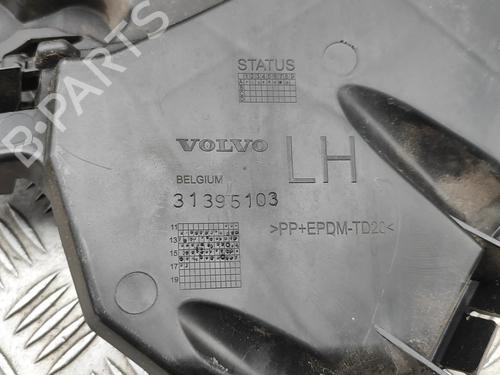 STATUS
VOLVO
LH
BELGIUM
31395103
>PP+EPDM-TD20<
11
13
15
17
19
B-PARTS